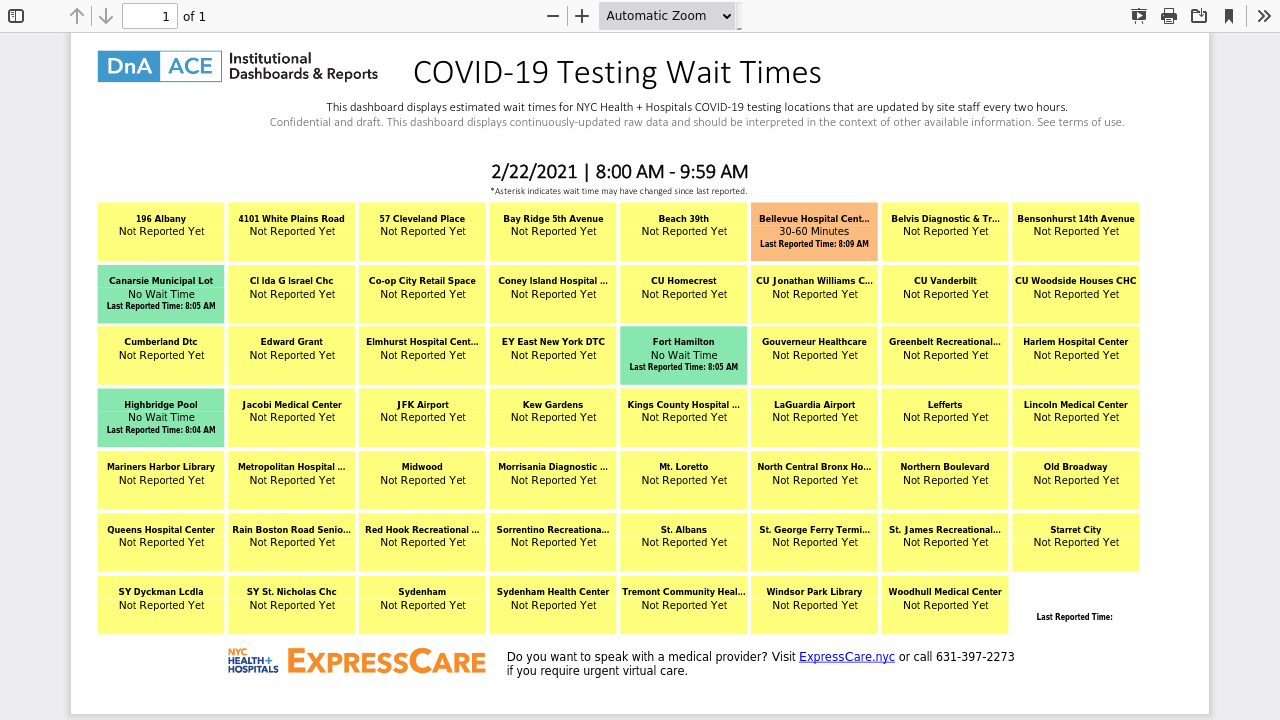 1 of 1 Automatic Zoom
DnA ACE Institutional
Dashboards & Reports
COVID-19 Testing Wait Times
This dashboard displays estimated wait times for NYC Health + Hospitals COVID-19 testing locations that are updated by site staff every two hours.
Confidential and draft. This dashboard displays continuously-updated raw data and should be interpreted in the context of other available information. See terms of use.
2/22/2021 | 8:00 AM - 9:59 AM
*Asterisk indicates wait time may have changed since last reported.
196 Albany 4101 White Plains Road 57 Cleveland Place Bay Ridge 5th Avenue Beach 39th Bellevue Hospital Cent... Belvis Diagnostic & Tr... Bensonhurst 14th Avenue
Not Reported Yet Not Reported Yet Not Reported Yet Not Reported Yet Not Reported Yet 30-60 Minutes Not Reported Yet Not Reported Yet
Last Reported Time: 8:09 AM
Canarsie Municipal Lot Cl Ida G Israel Chc Co-op City Retail Space Coney Island Hospital ... CU Homecrest CU Jonathan Williams C... CU Vanderbilt CU Woodside Houses CHC
No Wait Time Not Reported Yet Not Reported Yet Not Reported Yet Not Reported Yet Not Reported Yet Not Reported Yet Not Reported Yet
Last Reported Time: 8:05 AM
Cumberland Dtc Edward Grant Elmhurst Hospital Cent... EY East New York DTC Fort Hamilton Gouverneur Healthcare Greenbelt Recreational... Harlem Hospital Center
Not Reported Yet Not Reported Yet Not Reported Yet Not Reported Yet No Wait Time Not Reported Yet Not Reported Yet Not Reported Yet
Last Reported Time: 8:05 AM
Highbridge Pool Jacobi Medical Center JFK Airport Kew Gardens Kings County Hospital ... LaGuardia Airport Lefferts Lincoln Medical Center
No Wait Time Not Reported Yet Not Reported Yet Not Reported Yet Not Reported Yet Not Reported Yet Not Reported Yet Not Reported Yet
Last Reported Time: 8:04 AM
Mariners Harbor Library Metropolitan Hospital ... Midwood Morrisania Diagnostic ... Mt. Loretto North Central Bronx Ho... Northern Boulevard Old Broadway
Not Reported Yet Not Reported Yet Not Reported Yet Not Reported Yet Not Reported Yet Not Reported Yet Not Reported Yet Not Reported Yet
Queens Hospital Center Rain Boston Road Senio... Red Hook Recreational ... Sorrentino Recreationa... St. Albans St. George Ferry Termi... St. James Recreational... Starret City
Not Reported Yet Not Reported Yet Not Reported Yet Not Reported Yet Not Reported Yet Not Reported Yet Not Reported Yet Not Reported Yet
SY Dyckman Lcdla SY St. Nicholas Chc Sydenham Sydenham Health Center Tremont Community Heal... Windsor Park Library Woodhull Medical Center
Not Reported Yet Not Reported Yet Not Reported Yet Not Reported Yet Not Reported Yet Not Reported Yet Not Reported Yet
Last Reported Time:
NYC
HEALTH+
HOSPITALS
EXPRESSCARE
Do you want to speak with a medical provider? Visit ExpressCare.nyc or call 631-397-2273
if you require urgent virtual care.